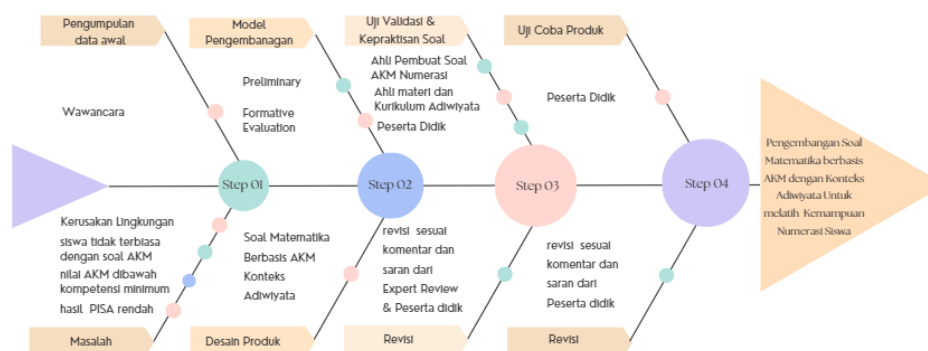 Pengumpulan
data awal
Model
Pengembanagan
Uji Validasi &
Kepraktisan Soal
Uji Coba Produk
Wawancara
Preliminary
Formative
Evaluation
Ahli Pembuat Soal
AKM Numerasi
Ahli materi dan
Kurikulum Adiwiyata
Peserta Didik
Peserta Didik
Step 01
Step 02
Step 03
Step 04
Pengembangan Soal
Matematika berbasis
AKM dengan Konteks
Adiwiyata Untuk
melatih Kemampuan
Numerasi Siswa
Kerusakan Lingkungan
siswa tidak terbiasa
dengan soal AKM
nilai AKM dibawah
kompetensi minimum
hasil PISA rendah
Soal Matematika
Berbasis AKM
Konteks
Adiwiyata
revisi sesuai
komentar dan
saran dari
Expert Review
& Peserta didik
revisi sesuai
komentar dan
saran dari
Peserta didik
Masalah
Desain Produk
Revisi
Revisi